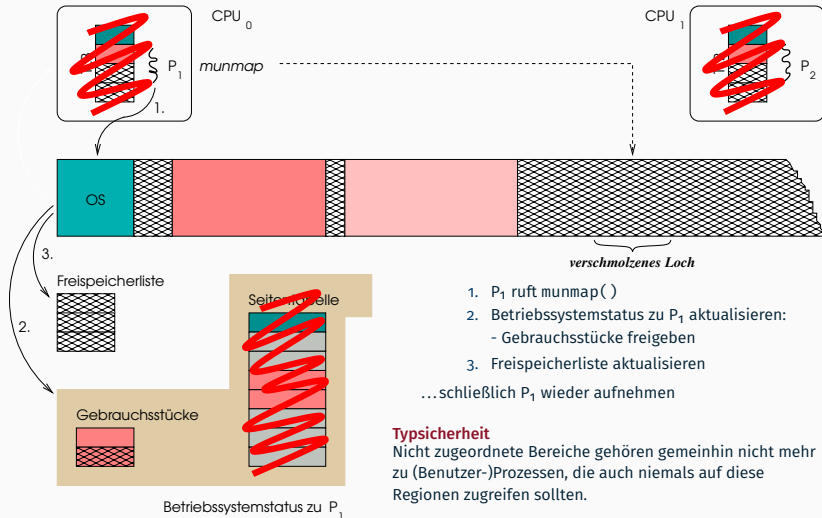 CPU 0
CPU 1
P1 munmap
P2
1.
OS
3.
2.
Freispeicherliste
verschmolzenes Loch
Seitentabelle
Gebrauchsstücke
Betriebssystemstatus zu P1
1. P1 ruft munmap()
2. Betriebssystemstatus zu P1 aktualisieren:
- Gebrauchsstücke freigeben
3. Freispeicherliste aktualisieren
…schließlich P1 wieder aufnehmen
Typsicherheit
Nicht zugeordnete Bereiche gehören gemeinhin nicht mehr
zu (Benutzer-)Prozessen, die auch niemals auf diese
Regionen zugreifen sollten.